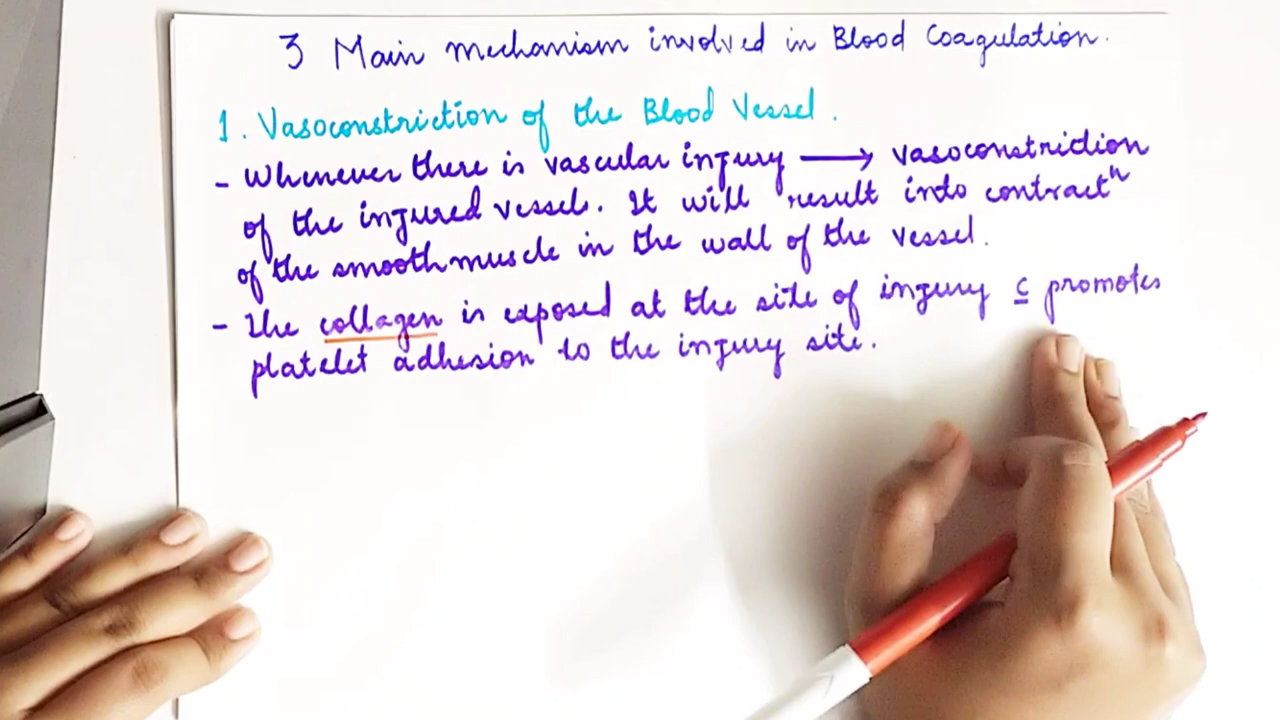 3 Main mechanism involved in Blood Coagulation.
1. Vasoconstriction of the Blood Vessel.
- Whenever there is vascular injury ⟶ vasoconstriction
of the injured vessel. It will result into contractⁿ
of the smooth muscle in the wall of the vessel.
- The collagen is exposed at the site of injury c̲ promotes
platelet adhesion to the injury site.